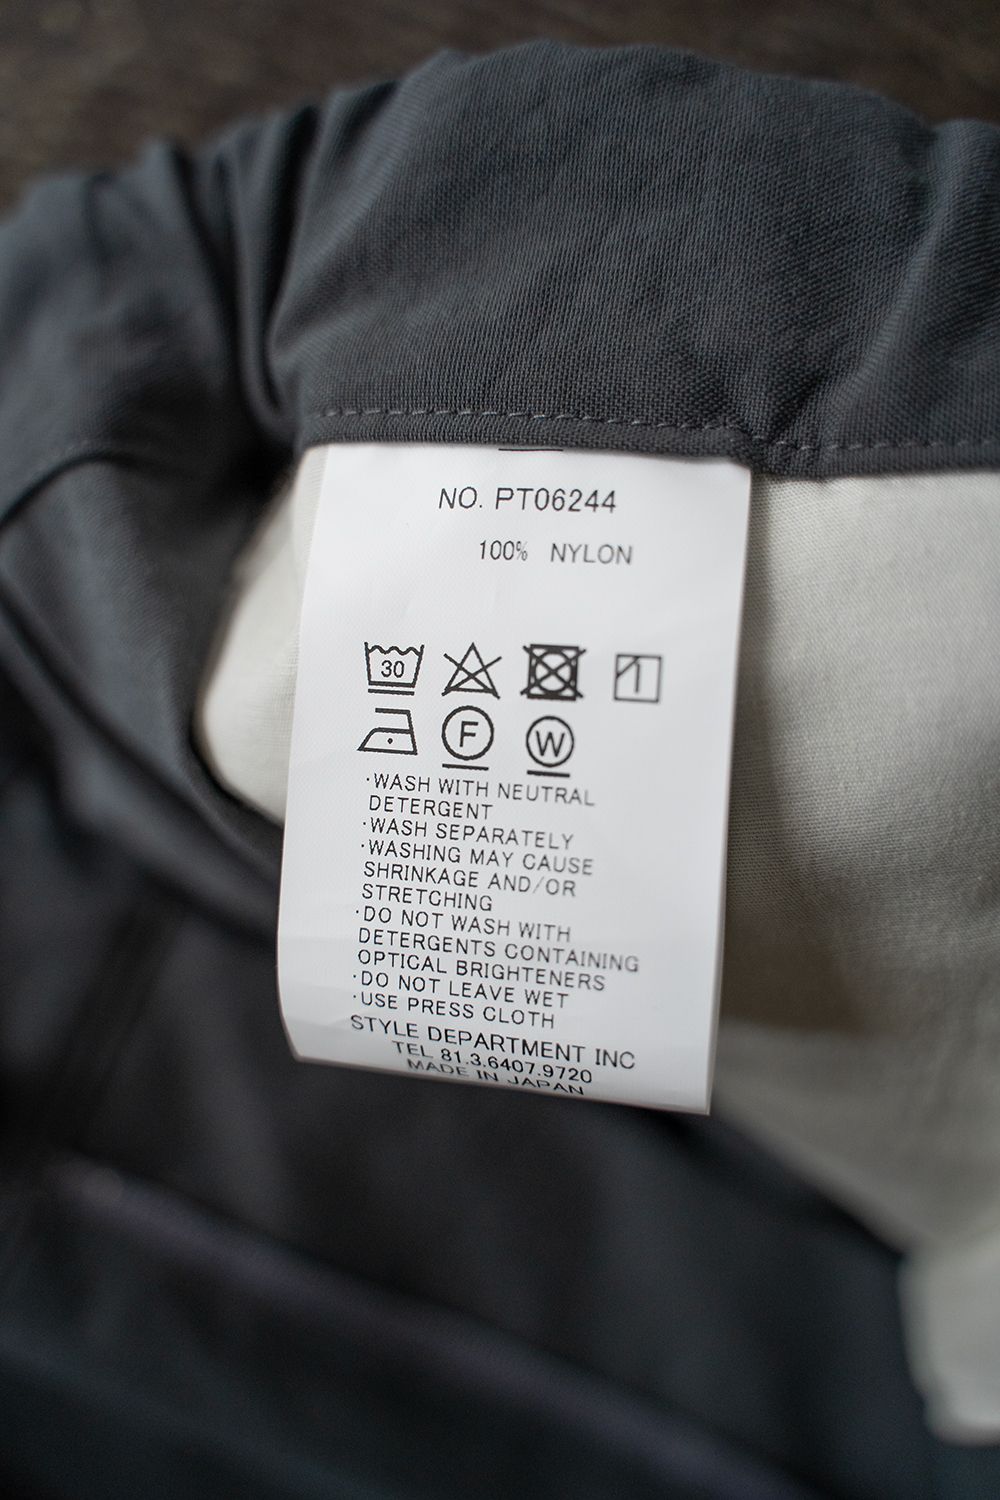 NO. PT06244
100% NYLON
30
F W
·WASH WITH NEUTRAL
DETERGENT
·WASH SEPARATELY
·WASHING MAY CAUSE
SHRINKAGE AND/OR
STRETCHING
·DO NOT WASH WITH
DETERGENTS CONTAINING
OPTICAL BRIGHTENERS
·DO NOT LEAVE WET
·USE PRESS CLOTH
STYLE DEPARTMENT INC
TEL 81.3.6407.9720
MADE IN JAPAN